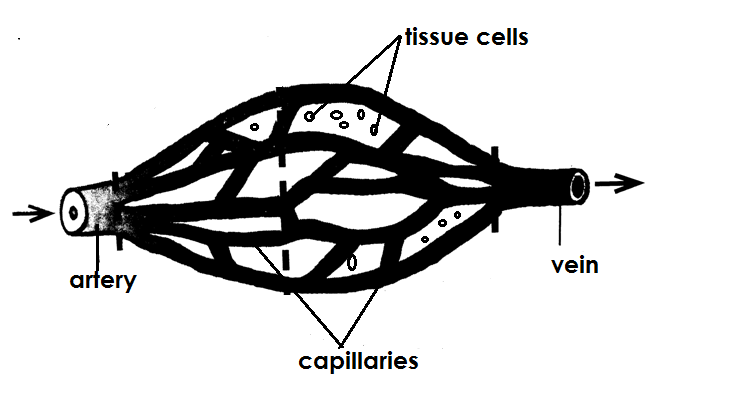 tissue cells
artery
vein
capillaries